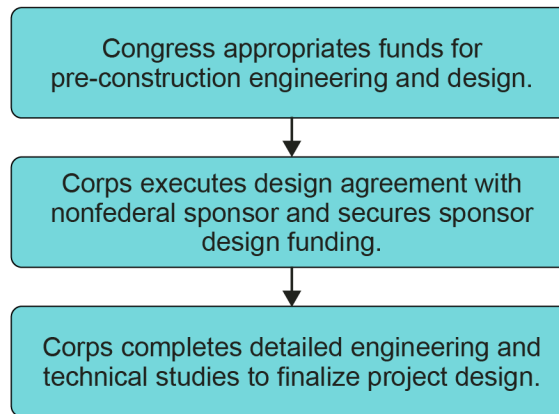 Congress appropriates funds for
pre-construction engineering and design.
Corps executes design agreement with
nonfederal sponsor and secures sponsor
design funding.
Corps completes detailed engineering and
technical studies to finalize project design.